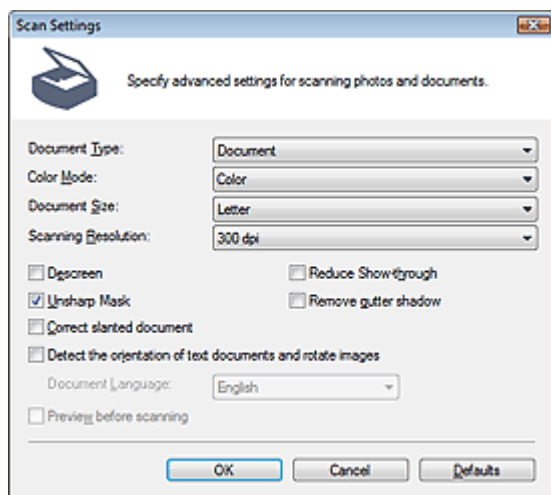 Scan Settings
Specify advanced settings for scanning photos and documents.
Document Type: Document
Color Mode: Color
Document Size: Letter
Scanning Resolution: 300 dpi
Descreen Reduce Show-through
Unsharp Mask Remove gutter shadow
Correct slanted document
Detect the orientation of text documents and rotate images
Document Language: English
Preview before scanning
OK Cancel Defaults